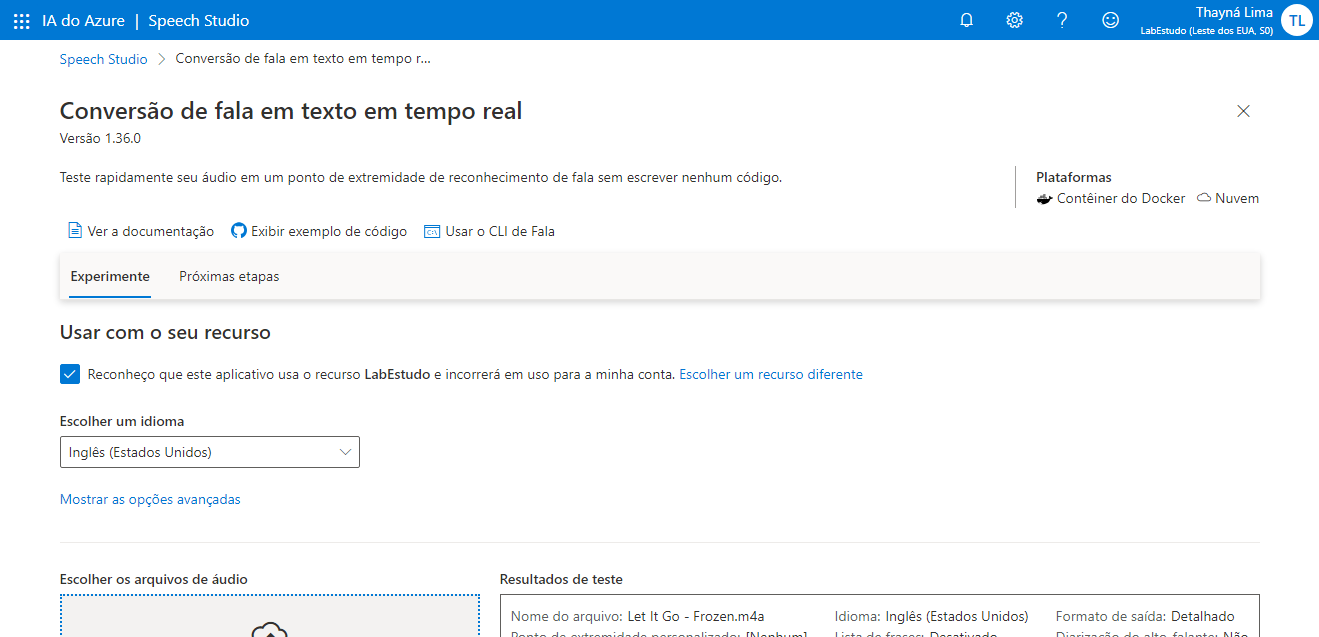 IA do Azure | Speech Studio
Thayná Lima
LabEstudo (Leste dos EUA, S0)
TL
Speech Studio > Conversão de fala em texto em tempo r...
Conversão de fala em texto em tempo real
Versão 1.36.0
Teste rapidamente seu áudio em um ponto de extremidade de reconhecimento de fala sem escrever nenhum código.
Plataformas
Contêiner do Docker Nuvem
Ver a documentação Exibir exemplo de código Usar o CLI de Fala
Experimente Próximas etapas
Usar com o seu recurso
Reconheço que este aplicativo usa o recurso LabEstudo e incorrerá em uso para a minha conta. Escolher um recurso diferente
Escolher um idioma
Inglês (Estados Unidos)
Mostrar as opções avançadas
Escolher os arquivos de áudio
Resultados de teste
Nome do arquivo: Let It Go - Frozen.m4a Idioma: Inglês (Estados Unidos) Formato de saída: Detalhado
Ponto de extremidade personalizado: [Nenhum] Lista de frases: Desativado Diarização do alto-falante: Não